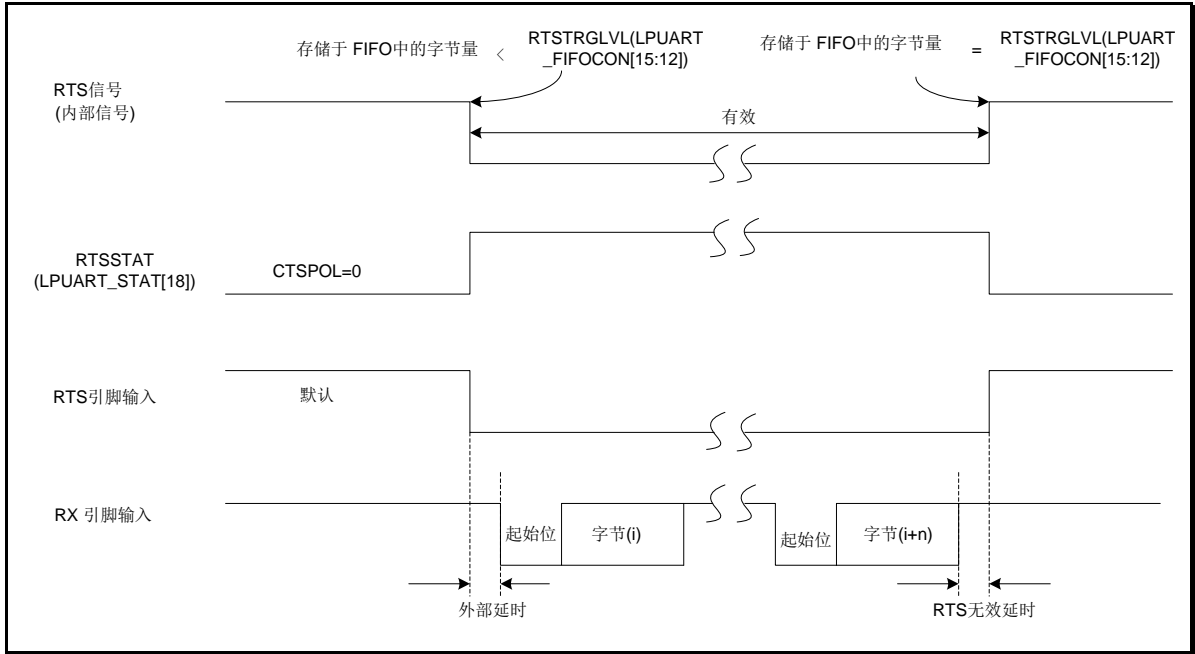 存储于 FIFO中的字节量 < RTSTRGLVL(LPUART
_FIFOCON[15:12])
存储于 FIFO中的字节量 = RTSTRGLVL(LPUART
_FIFOCON[15:12])
RTS信号
(内部信号)
有效
RTSSTAT
(LPUART_STAT[18])
CTSPOL=0
RTS引脚输入
默认
RX 引脚输入
起始位
字节(i)
起始位
字节(i+n)
外部延时
RTS无效延时